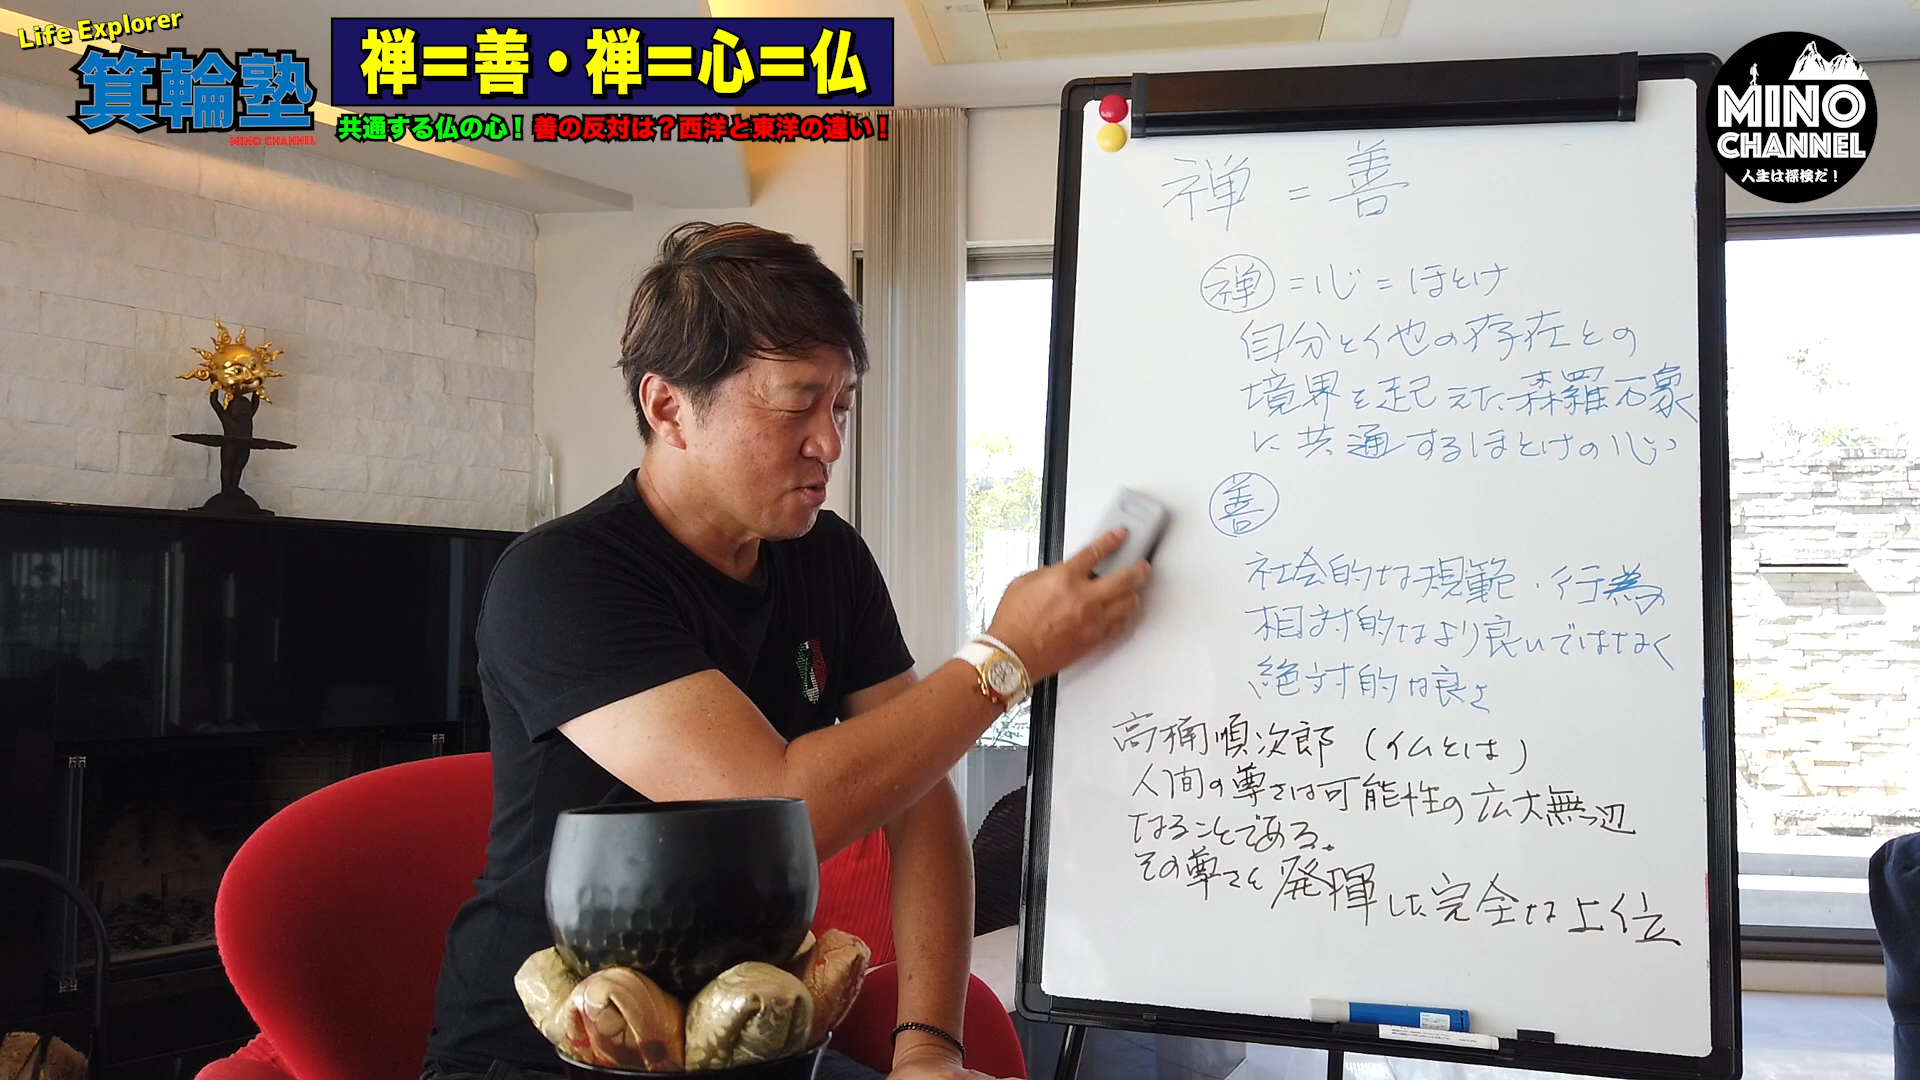 Life Explorer
箕輪塾
MINO CHANNEL
禅=善・禅=心=仏
共通する仏の心！善の反対は？西洋と東洋の違い！
MINO
CHANNEL
人生は探検だ！
禅 = 善
禅 = 心 = ほとけ
自分と他の存在との
境界を超えた森羅万象
に共通するほとけの心
善
社会的な規範・行為の
相対的なより良いではなく
絶対的な良さ
高楠順次郎（仏とは）
人間の尊さは可能性の広大無辺
なることである。
その尊さを発揮した完全な上位